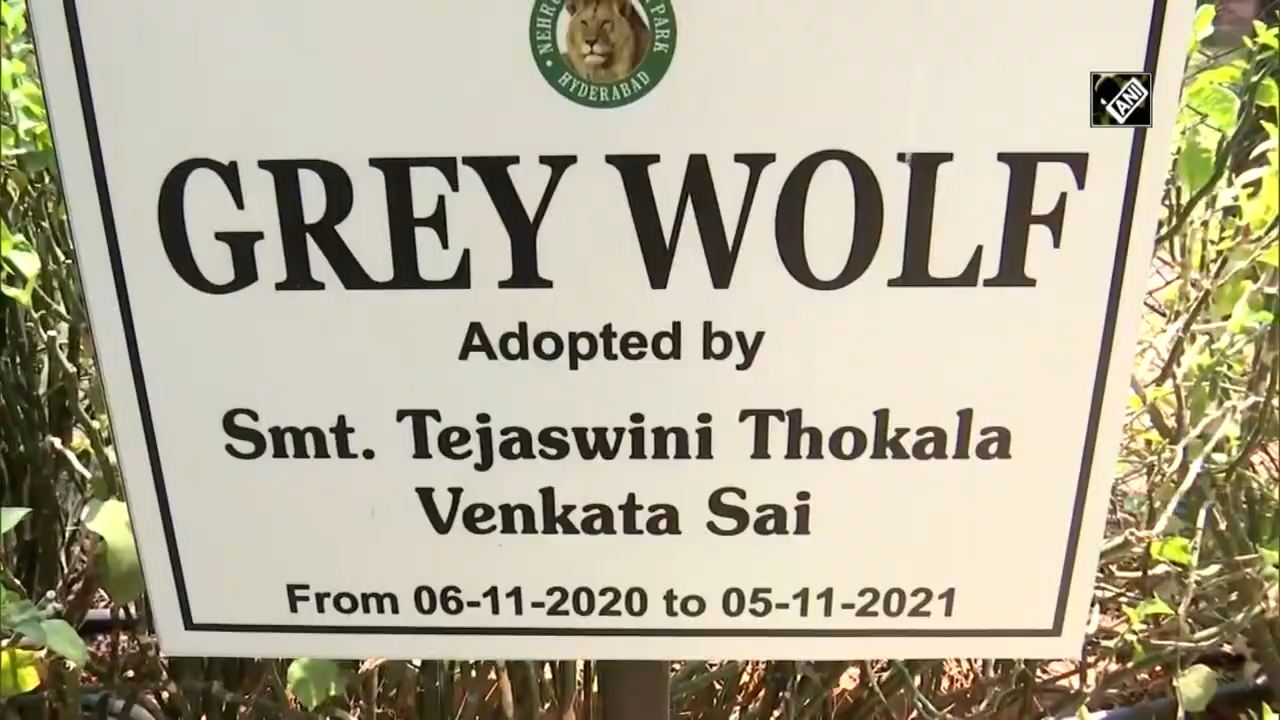 HYDERABAD
ANI
GREY WOLF
Adopted by
Smt. Tejaswini Thokala
Venkata Sai
From 06-11-2020 to 05-11-2021